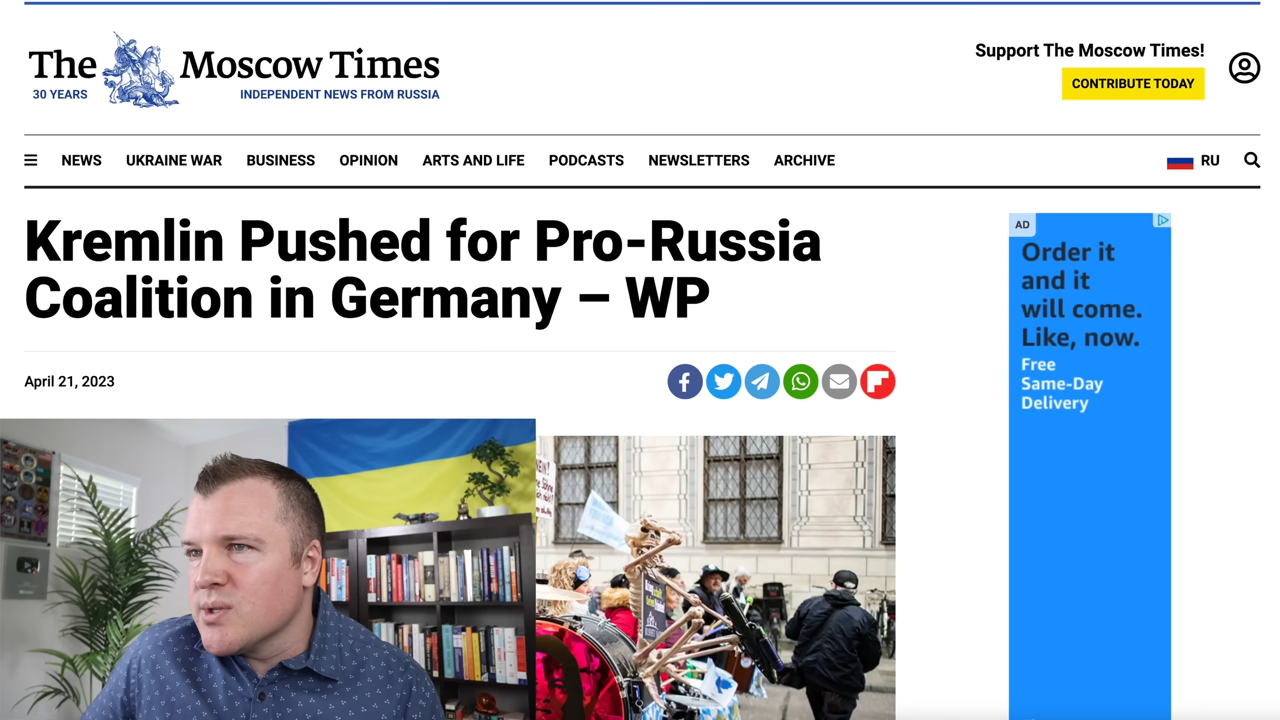 The Moscow Times
30 YEARS
INDEPENDENT NEWS FROM RUSSIA
Support The Moscow Times!
CONTRIBUTE TODAY
NEWS UKRAINE WAR BUSINESS OPINION ARTS AND LIFE PODCASTS NEWSLETTERS ARCHIVE RU
Kremlin Pushed for Pro-Russia
Coalition in Germany – WP
April 21, 2023
AD
Order it
and it
will come.
Like, now.
Free
Same-Day
Delivery